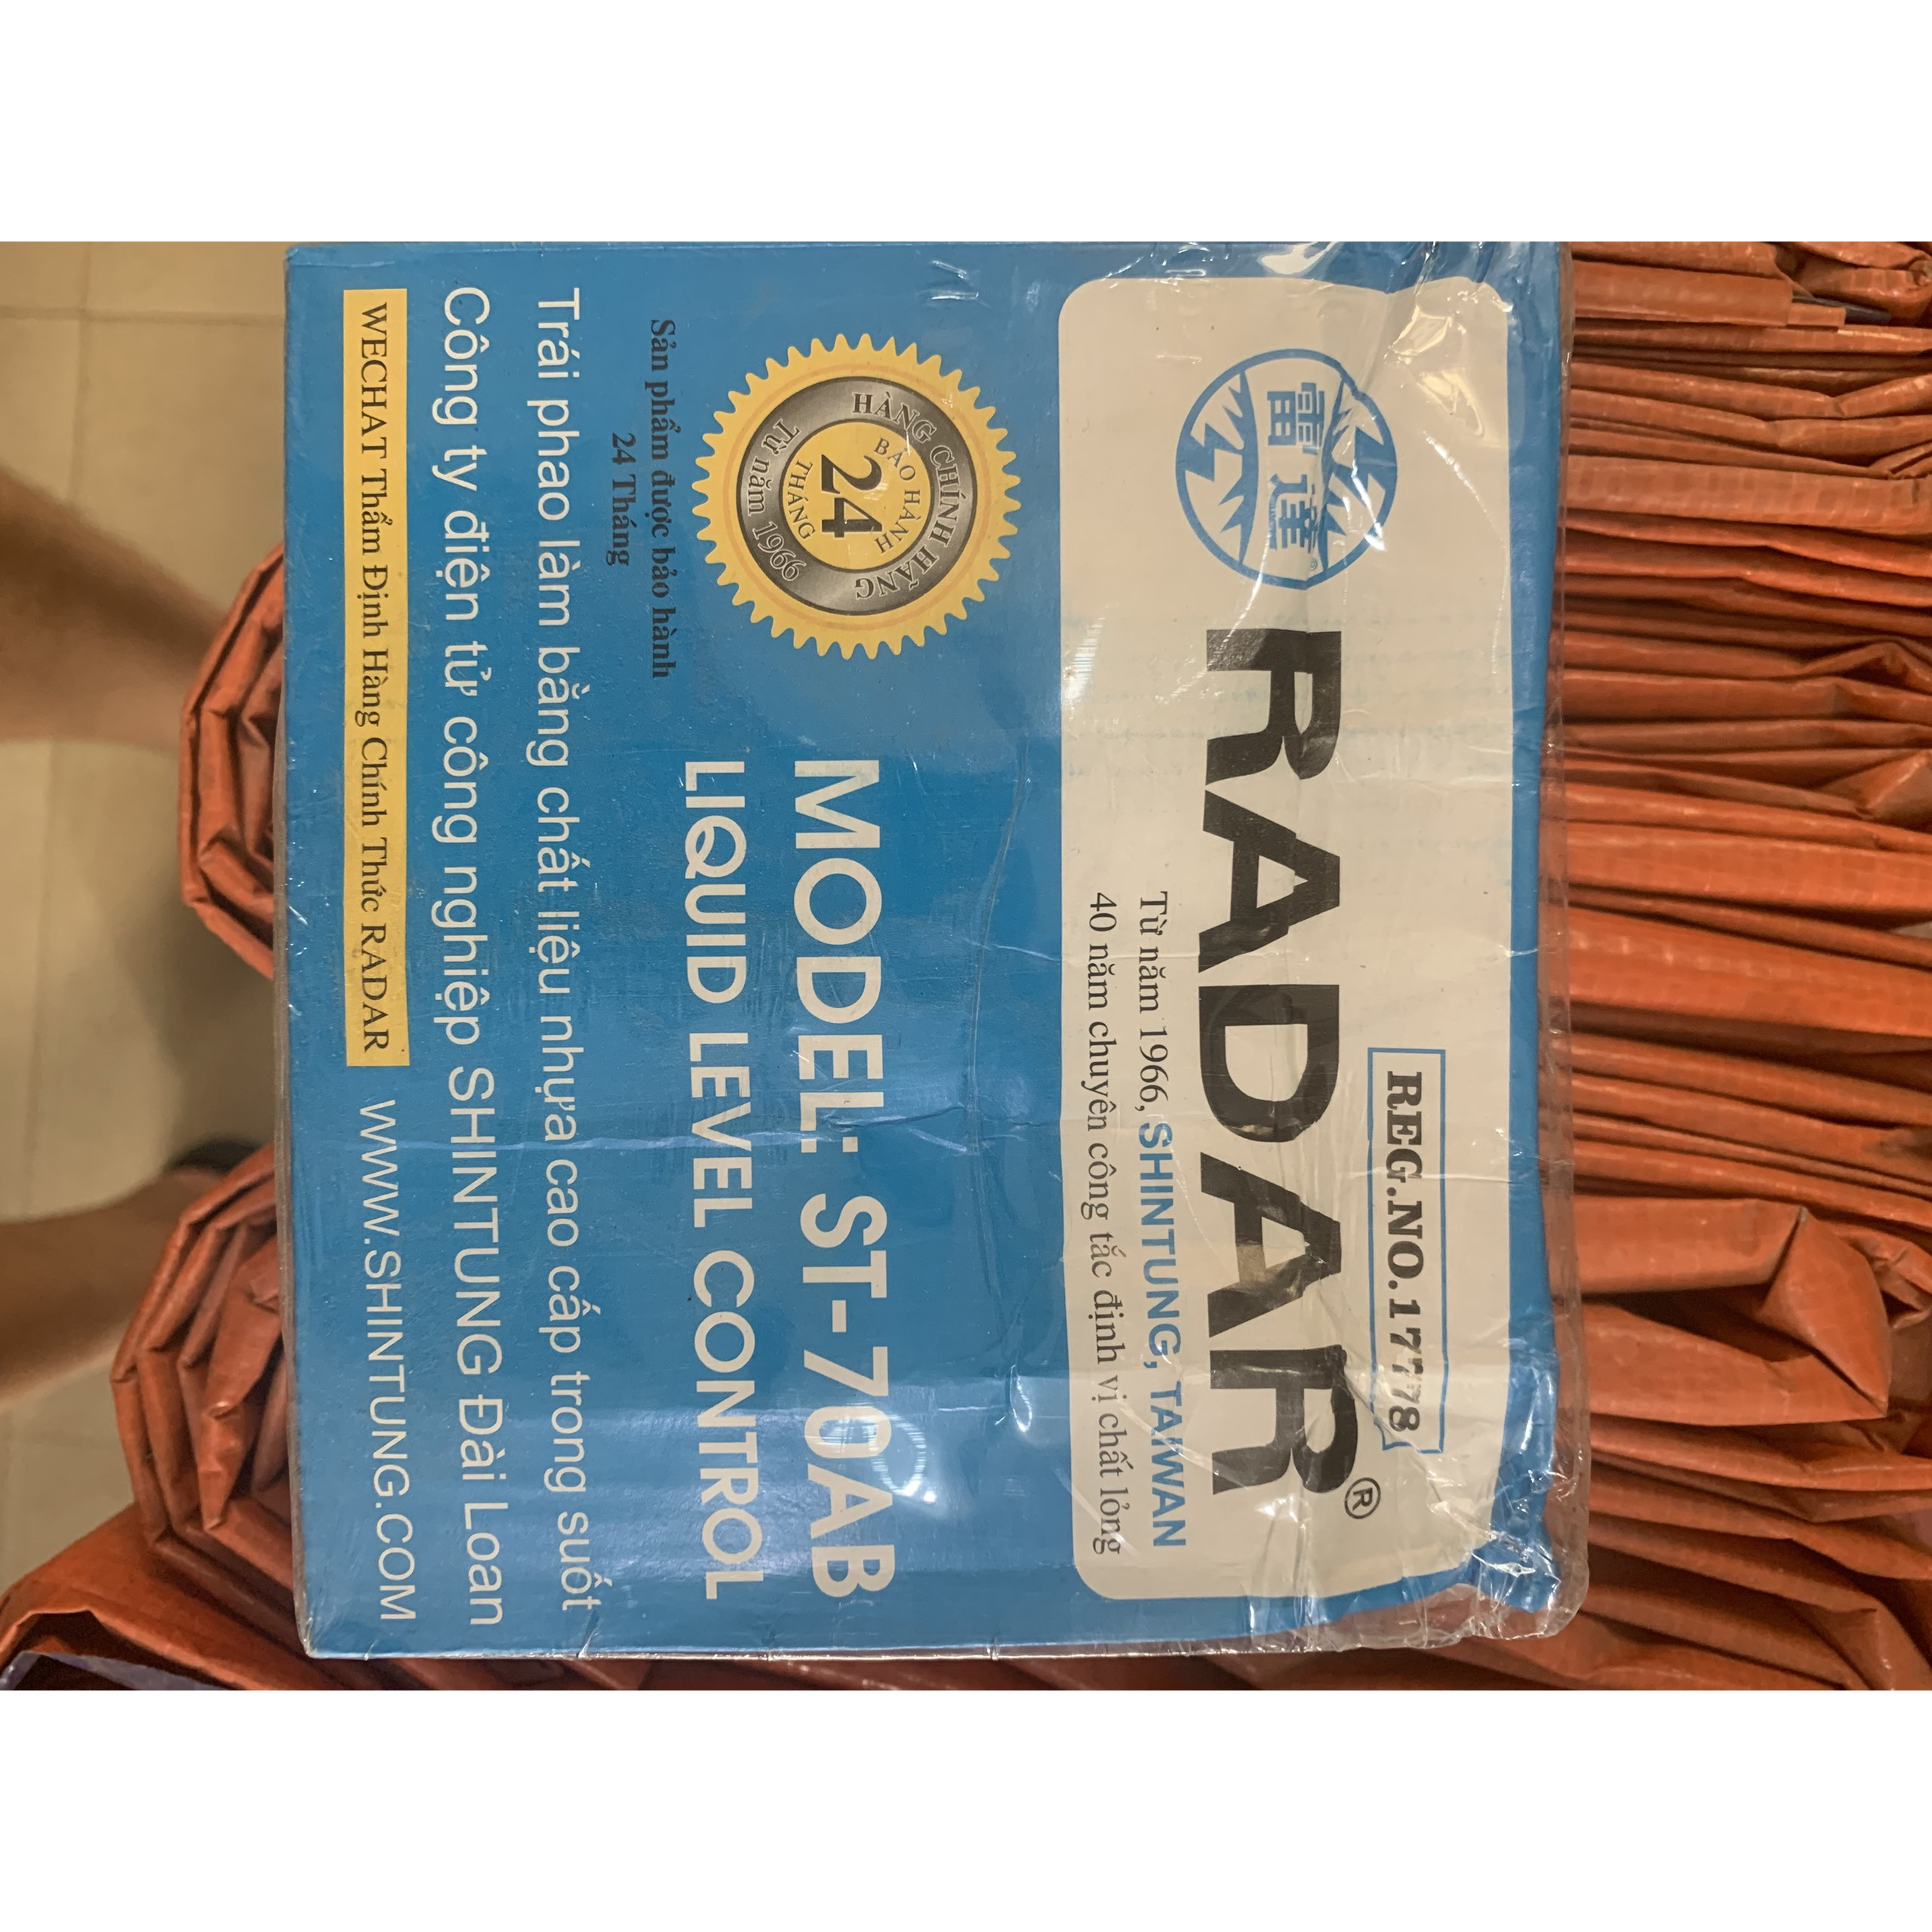 REG.NO.17778
雷達
RADAR®
Từ năm 1966, SHINTUNG, TAIWAN
40 năm chuyên công tắc định vị chất lỏng
HÀNG CHÍNH HÃNG
BẢO HÀNH
24
THÁNG
Từ năm 1966
MODEL: ST-70AB
LIQUID LEVEL CONTROL
Sản phẩm được bảo hành
24 Tháng
Trái phao làm bằng chất liệu nhựa cao cấp trong suốt
Công ty điện tử công nghiệp SHINTUNG Đài Loan
WECHAT Thẩm Định Hàng Chính Thức RADAR WWW.SHINTUNG.COM